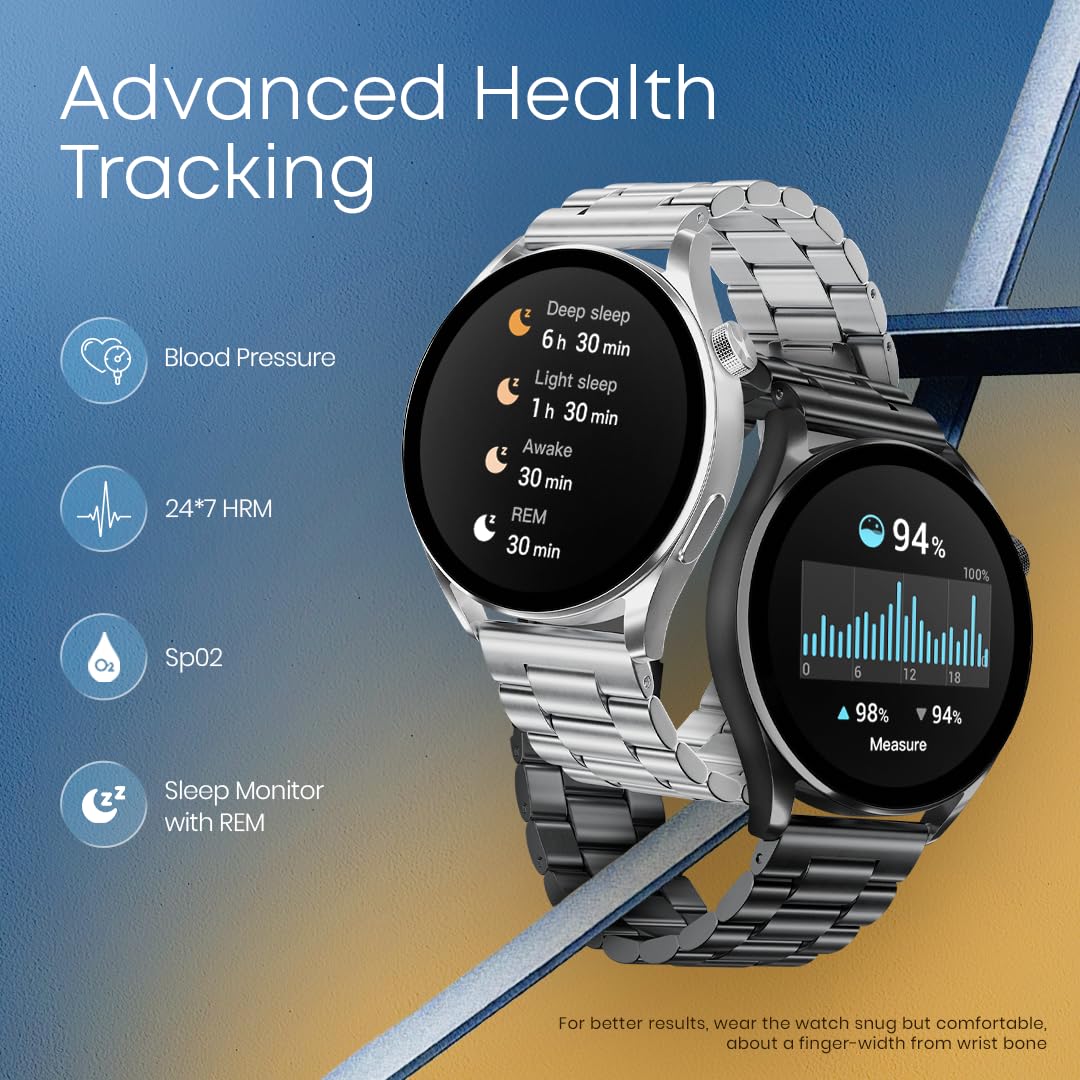 Advanced Health
Tracking
Blood Pressure
24*7 HRM
Sp02
Sleep Monitor
with REM
Deep sleep
6 h 30 min
Light sleep
1 h 30 min
Awake
30 min
REM
30 min
94%
100%
0 6 12 18
98% 94%
Measure
O2
For better results, wear the watch snug but comfortable,
about a finger-width from wrist bone